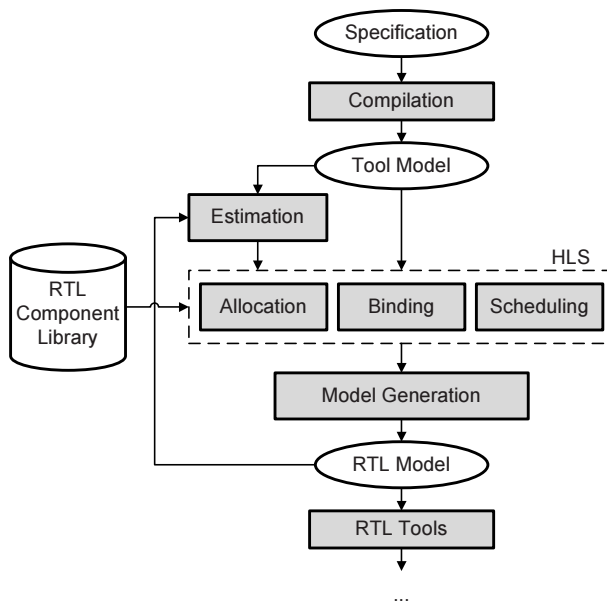 Specification
Compilation
Tool Model
Estimation
HLS
RTL
Component
Library
Allocation
Binding
Scheduling
Model Generation
RTL Model
RTL Tools
...